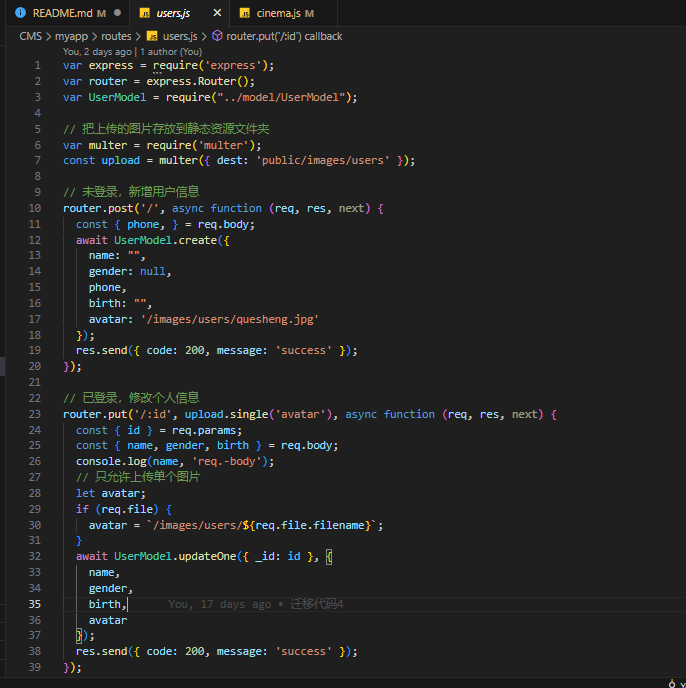 README.md M ●
JS users.js ×
JS cinema.js M
CMS > myapp > routes > JS users.js > router.put('/:id') callback
You, 2 days ago | 1 author (You)
1 var express = require('express');
2 var router = express.Router();
3 var UserModel = require("../model/UserModel");
4
5 // 把上传的图片存放到静态资源文件夹
6 var multer = require('multer');
7 const upload = multer({ dest: 'public/images/users' });
8
9 // 未登录，新增用户信息
10 router.post('/', async function (req, res, next) {
11 const { phone, } = req.body;
12 await UserModel.create({
13 name: "",
14 gender: null,
15 phone,
16 birth: "",
17 avatar: '/images/users/quesheng.jpg'
18 });
19 res.send({ code: 200, message: 'success' });
20 });
21
22 // 已登录，修改个人信息
23 router.put('/:id', upload.single('avatar'), async function (req, res, next) {
24 const { id } = req.params;
25 const { name, gender, birth } = req.body;
26 console.log(name, 'req.-body');
27 // 只允许上传单个图片
28 let avatar;
29 if (req.file) {
30 avatar = `/images/users/${req.file.filename}`;
31 }
32 await UserModel.updateOne({ _id: id }, {
33 name,
34 gender,
35 birth, You, 17 days ago • 迁移代码4
36 avatar
37 });
38 res.send({ code: 200, message: 'success' });
39 });